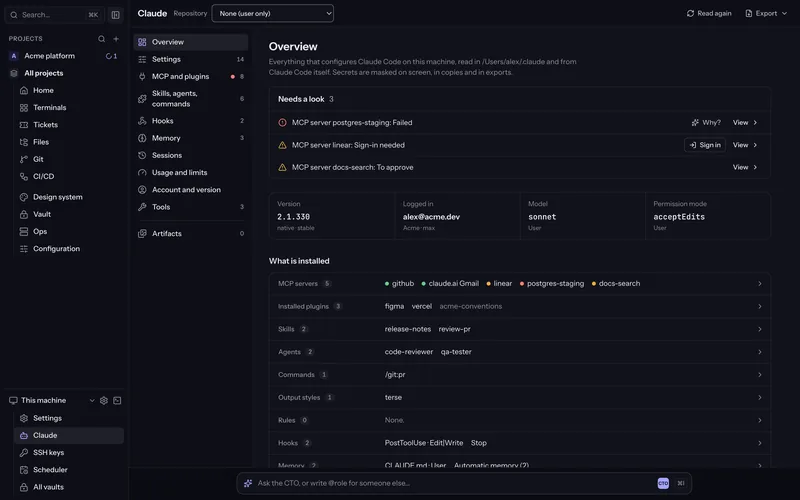 Search...
⌘K
PROJECTS
A Acme platform 1
All projects
Home
Terminals
Tickets
Files
Git
CI/CD
Design system
Vault
Ops
Configuration
This machine
Settings
Claude
SSH keys
Scheduler
All vaults
Claude Repository None (user only) Read again Export
Overview
Settings 14
MCP and plugins 8
Skills, agents,
commands 6
Hooks 2
Memory 3
Sessions
Usage and limits
Account and version
Tools 3
Artifacts 0
Overview
Everything that configures Claude Code on this machine, read in /Users/alex/claude and from
Claude Code itself. Secrets are masked on screen, in copies and in exports.
Needs a look 3
MCP server postgres-staging: Failed Why? View
MCP server linear: Sign-in needed Sign in View
MCP server docs-search: To approve View
Version Logged in Model Permission mode
2.1.330 alex@acme.dev sonnet acceptEdits
native · stable Acme · max User User
What is installed
MCP servers 5 github claude.ai Gmail linear postgres-staging docs-search
Installed plugins 3 figma vercel acme-conventions
Skills 2 release-notes review-pr
Agents 2 code-reviewer qa-tester
Commands 1 /git:pr
Output styles 1 terse
Rules 0 None.
Hooks 2 PostToolUse · Edit|Write Stop
Memory 2 CLAUDE.md · User Automatic memory (2)
Ask the CTO, or write @role for someone else... CTO ⌘I